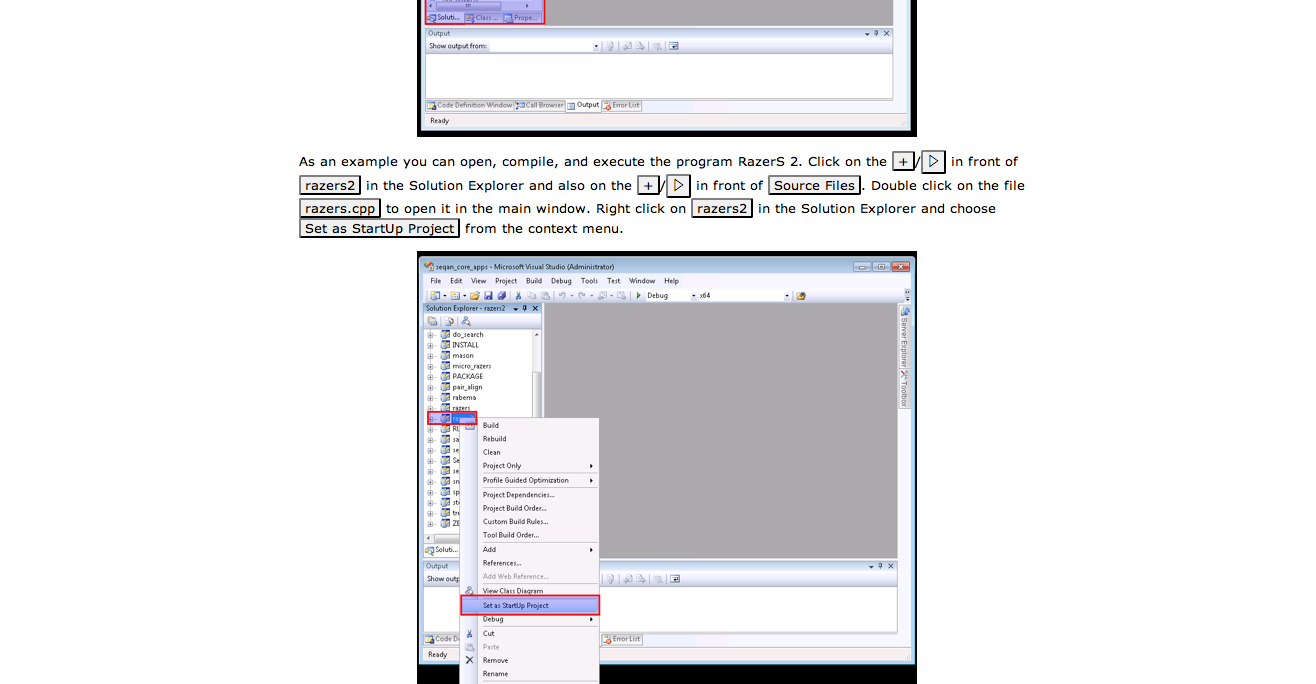 Soluti... Class ... Prope...
Output
Show output from:
Code Definition Window Call Browser Output Error List
Ready
As an example you can open, compile, and execute the program RazerS 2. Click on the +/▷ in front of
razers2 in the Solution Explorer and also on the +/▷ in front of Source Files. Double click on the file
razers.cpp to open it in the main window. Right click on razers2 in the Solution Explorer and choose
Set as StartUp Project from the context menu.
seqan_core_apps - Microsoft Visual Studio (Administrator)
File Edit View Project Build Debug Tools Test Window Help
Debug x64
Solution Explorer - razers2
Server Explorer
Toolbox
do_search
INSTALL
mason
micro_razers
PACKAGE
pair_align
rabema
razers
Build
Rebuild
Clean
Project Only
Profile Guided Optimization
Project Dependencies...
Project Build Order...
Custom Build Rules...
Tool Build Order...
Add
References...
Add Web Reference...
View Class Diagram
Set as StartUp Project
Debug
Cut
Paste
Remove
Rename
Soluti...
Output
Show outp
Code De
Error List
Ready